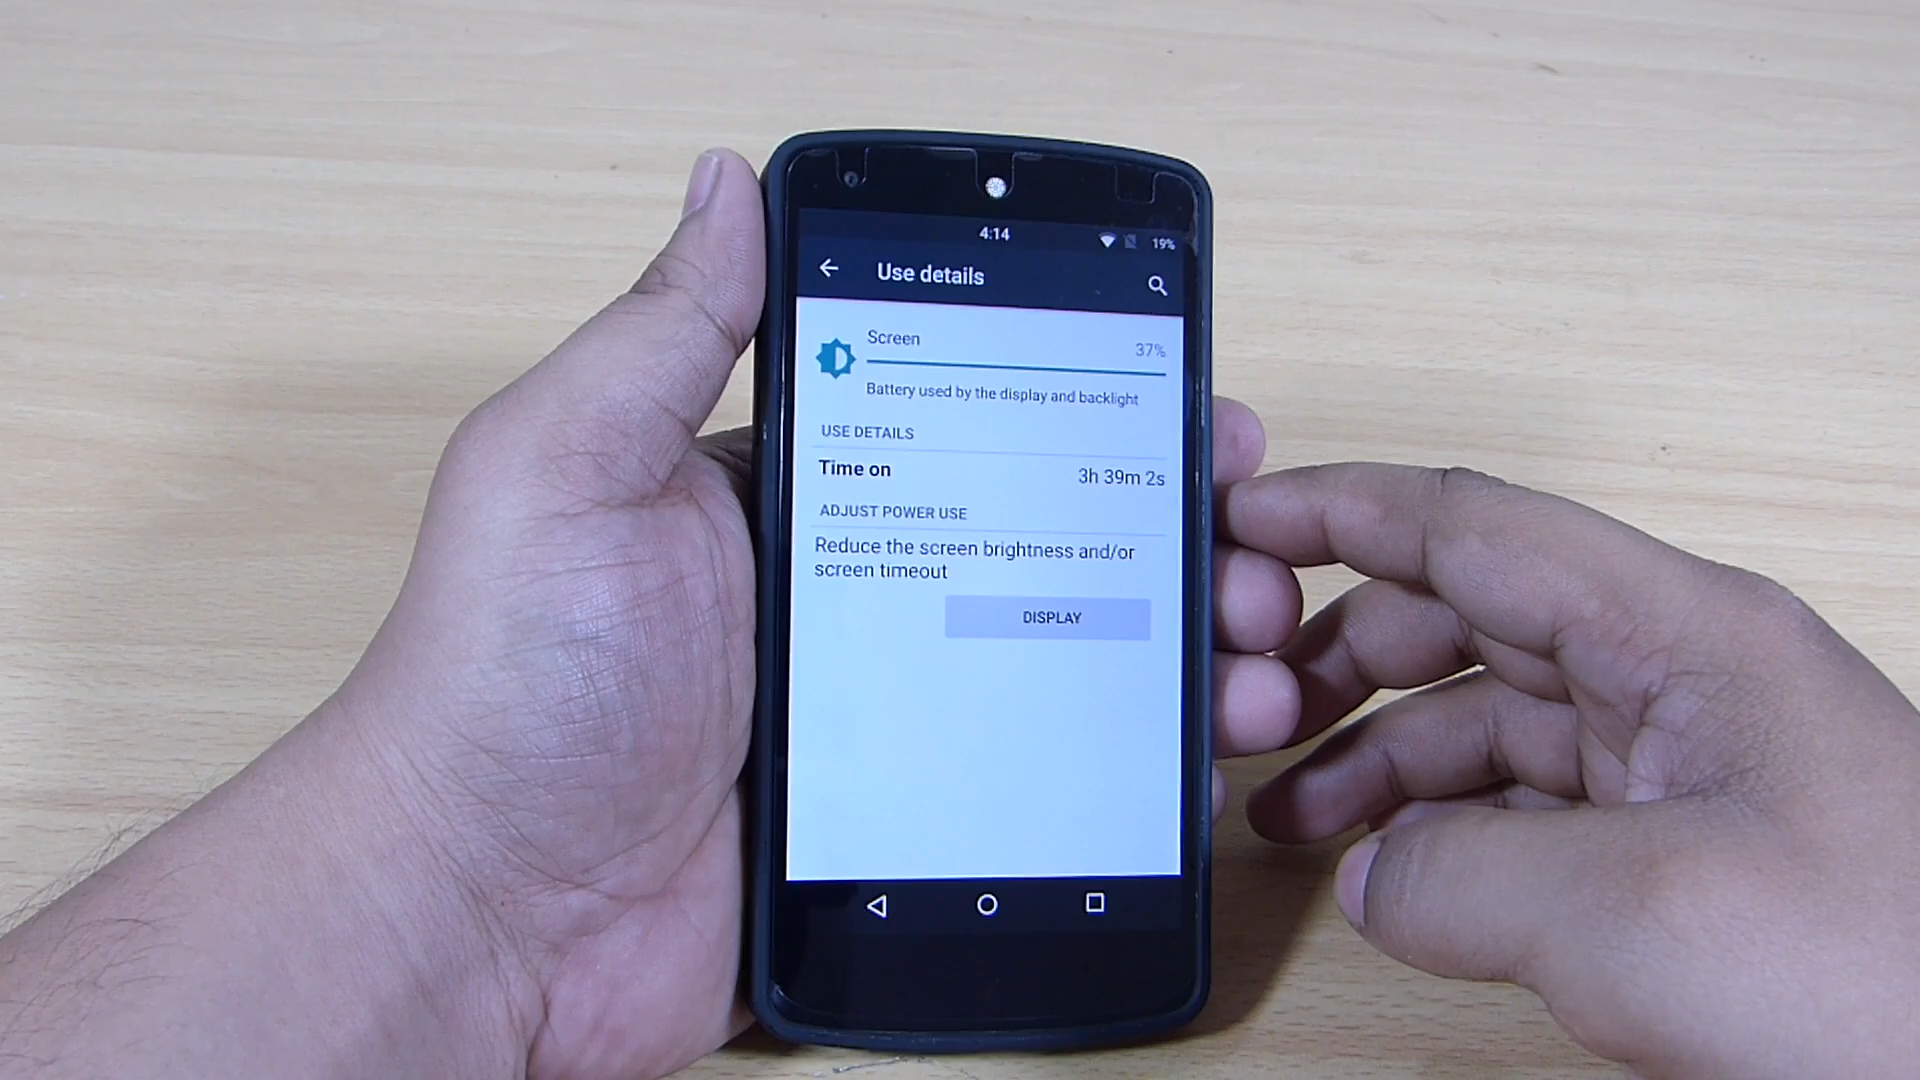 4:14
19%
Use details
Screen
37%
Battery used by the display and backlight
USE DETAILS
Time on
3h 39m 2s
ADJUST POWER USE
Reduce the screen brightness and/or
screen timeout
DISPLAY